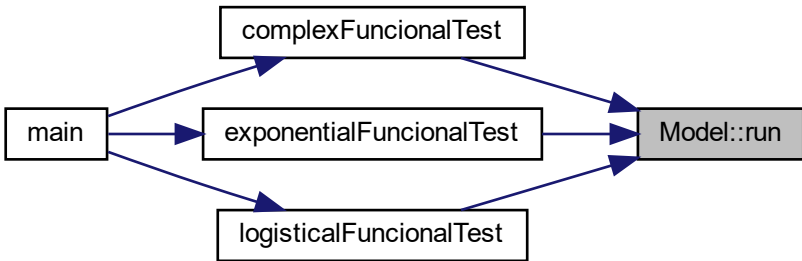 complexFuncionalTest
main
exponentialFuncionalTest
Model::run
logisticalFuncionalTest